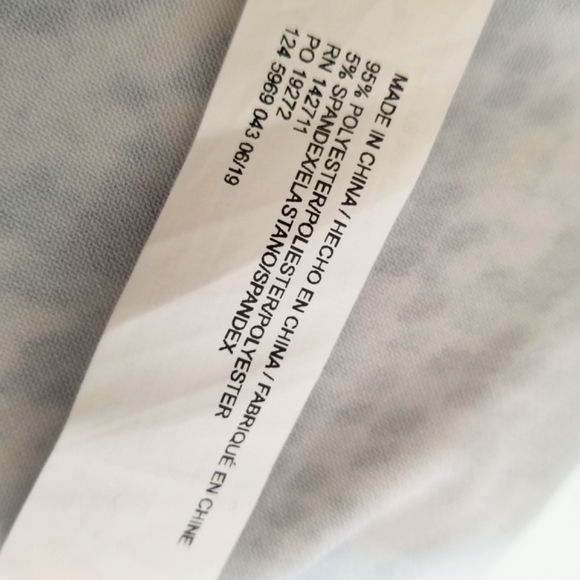 MADE IN CHINA / HECHO EN CHINA / FABRIQUÉ EN CHINE
95% POLYESTER/POLIESTER/POLYESTER
5% SPANDEX/ELASTANO/SPANDEX
RN 142711
PO 19272
124 5969 043 06/19